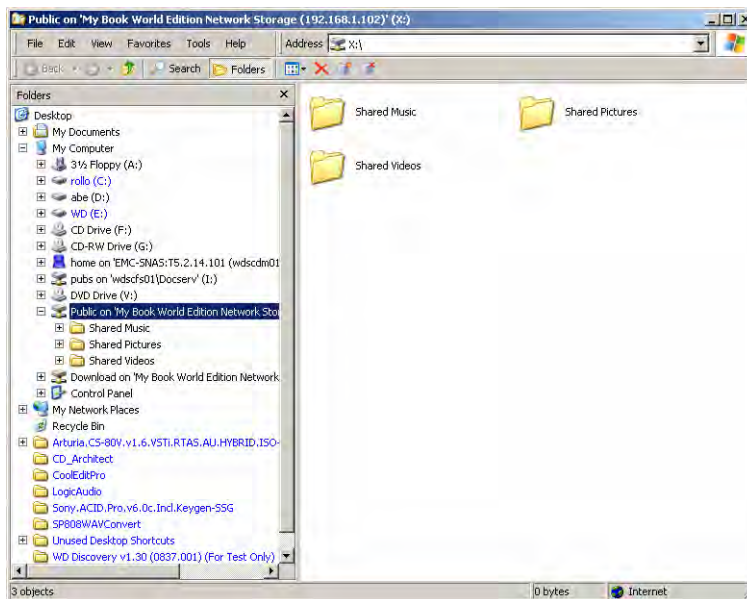 Public on 'My Book World Edition Network Storage (192.168.1.102)' (X:)
File Edit View Favorites Tools Help Address X:\
Back Search Folders
Folders
Desktop
My Documents
My Computer
3½ Floppy (A:)
rollo (C:)
abe (D:)
WD (E:)
CD Drive (F:)
CD-RW Drive (G:)
home on 'EMC-SNAS:T5.2.14.101 (wdscdm01
pubs on 'wdscfs01\Docserv' (I:)
DVD Drive (V:)
Public on 'My Book World Edition Network Stor
Shared Music
Shared Pictures
Shared Videos
Download on 'My Book World Edition Network
Control Panel
My Network Places
Recycle Bin
Arturia.CS-80V.v1.6.VSTi.RTAS.AU.HYBRID.ISO-
CD_Architect
CoolEditPro
LogicAudio
Sony.ACID.Pro.v6.0c.Incl.Keygen-SSG
SP808WAVConvert
Unused Desktop Shortcuts
WD Discovery v1.30 (0837.001) (For Test Only)
Shared Music Shared Pictures
Shared Videos
3 objects 0 bytes Internet